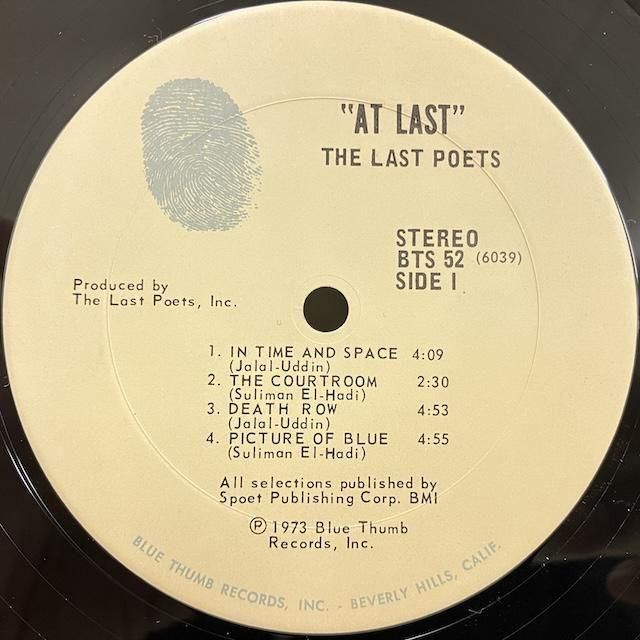 "AT LAST"
THE LAST POETS
STEREO
BTS 52 (6039)
SIDE I
Produced by
The Last Poets, Inc.
1. IN TIME AND SPACE 4:09
(Jalal-Uddin)
2. THE COURTROOM 2:30
(Suliman El-Hadi)
3. DEATH ROW 4:53
(Jalal-Uddin)
4. PICTURE OF BLUE 4:55
(Suliman El-Hadi)
All selections published by
Spoet Publishing Corp. BMI
℗ 1973 Blue Thumb
Records, Inc.
BLUE THUMB RECORDS, INC. - BEVERLY HILLS, CALIF.